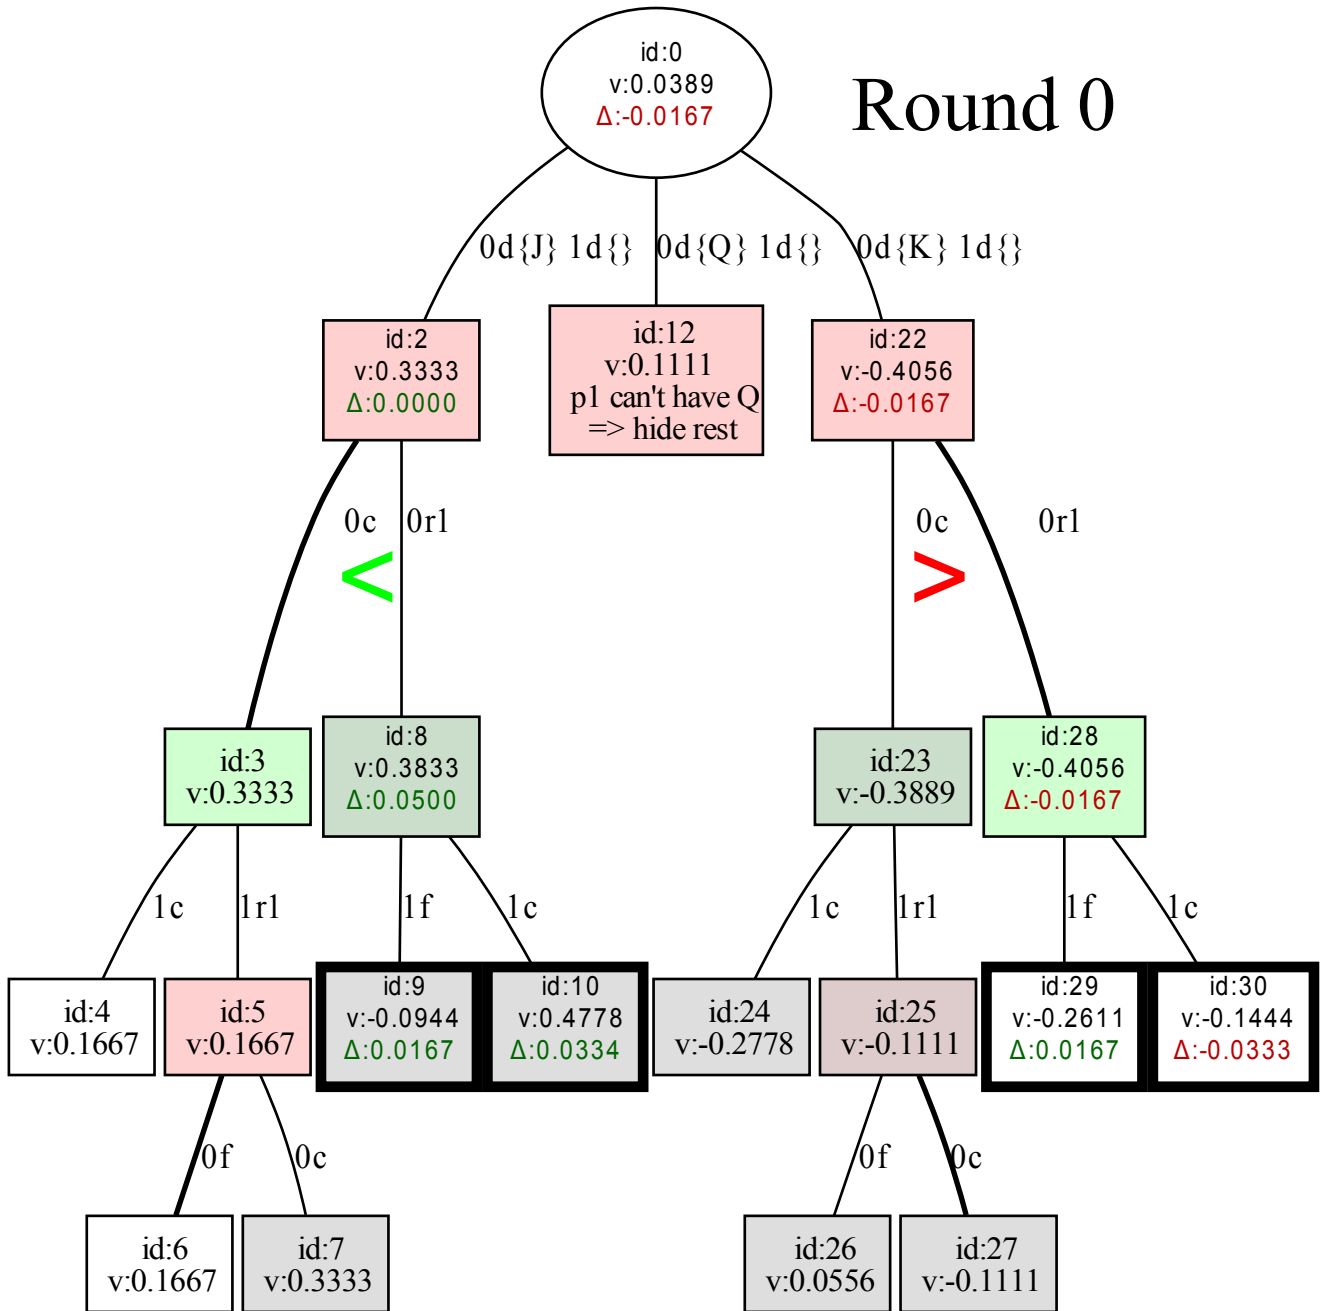 id:0
v:0.0389
Δ:-0.0167
Round 0
0d{J} 1d{}
0d{Q} 1d{}
0d{K} 1d{}
id:2
v:0.3333
Δ:0.0000
id:12
v:0.1111
p1 can't have Q
=> hide rest
id:22
v:-0.4056
Δ:-0.0167
0c
0r1
<
0c
0r1
>
id:3
v:0.3333
id:8
v:0.3833
Δ:0.0500
id:23
v:-0.3889
id:28
v:-0.4056
Δ:-0.0167
1c
1r1
1f
1c
1c
1r1
1f
1c
id:4
v:0.1667
id:5
v:0.1667
id:9
v:-0.0944
Δ:0.0167
id:10
v:0.4778
Δ:0.0334
id:24
v:-0.2778
id:25
v:-0.1111
id:29
v:-0.2611
Δ:0.0167
id:30
v:-0.1444
Δ:-0.0333
0f
0c
0f
0c
id:6
v:0.1667
id:7
v:0.3333
id:26
v:0.0556
id:27
v:-0.1111